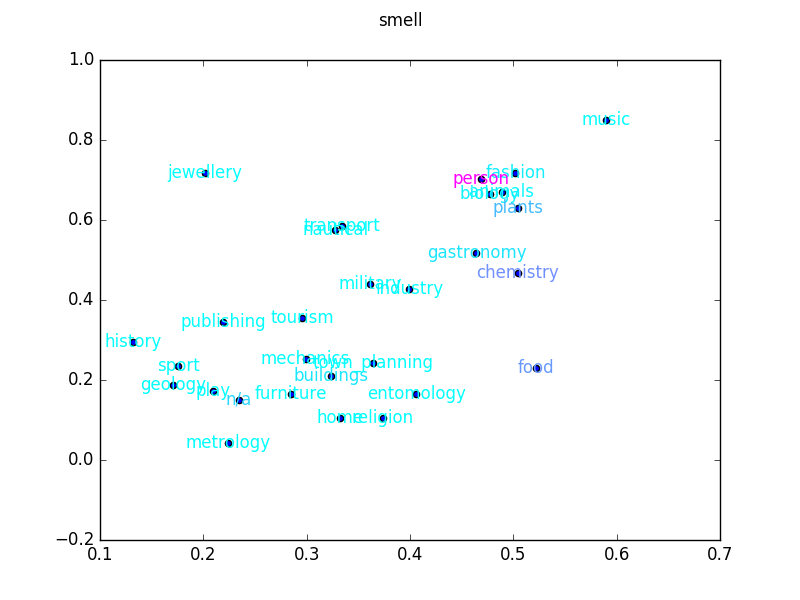 smell
1.0
music
0.8
jewellery
fashion
person
animals
biology
plants
0.6
transport
nautical
gastronomy
chemistry
military
industry
0.4
tourism
publishing
history
mechanics
town planning
sport
food
buildings
0.2
geology
play
furniture
entomology
n/a
home
religion
metrology
0.0
−0.2
0.1 0.2 0.3 0.4 0.5 0.6 0.7